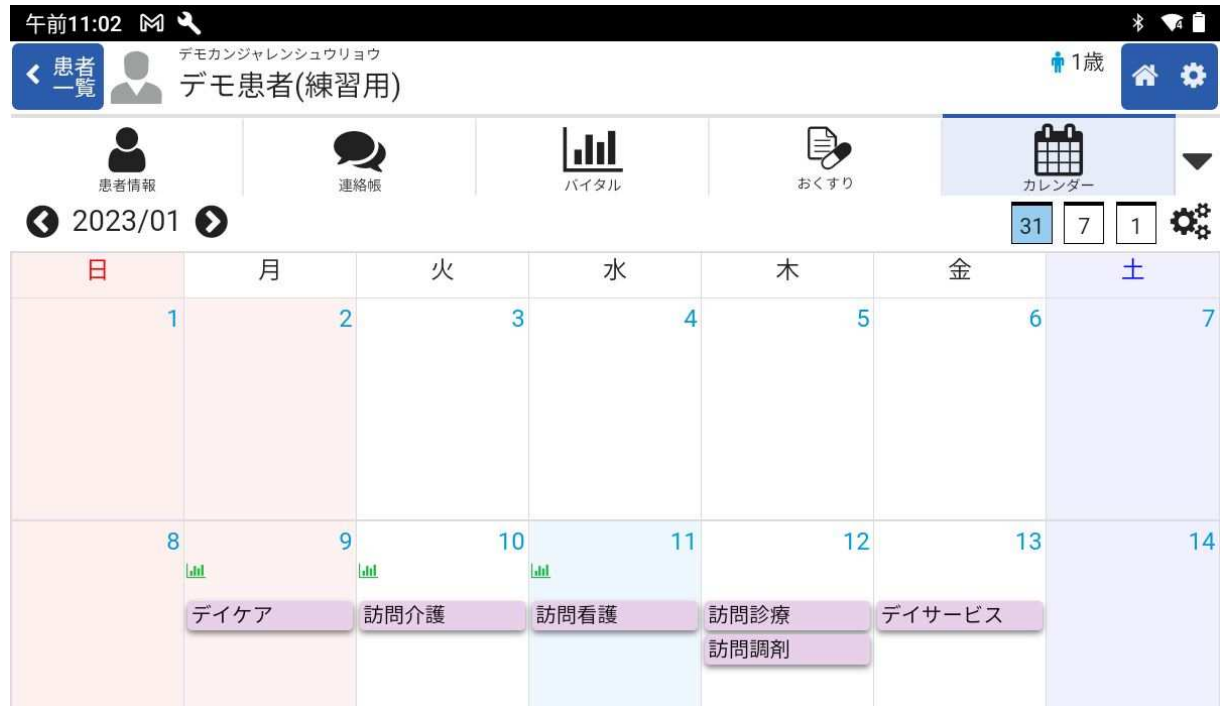 午前11:02
4
患者
一覧
デモカンジャレンシュウリョウ
デモ患者(練習用)
1歳
患者情報
連絡帳
バイタル
おくすり
カレンダー
2023/01
31 7 1
日 月 火 水 木 金 土
1 2 3 4 5 6 7
8 9 10 11 12 13 14
デイケア 訪問介護 訪問看護 訪問診療 デイサービス
訪問調剤